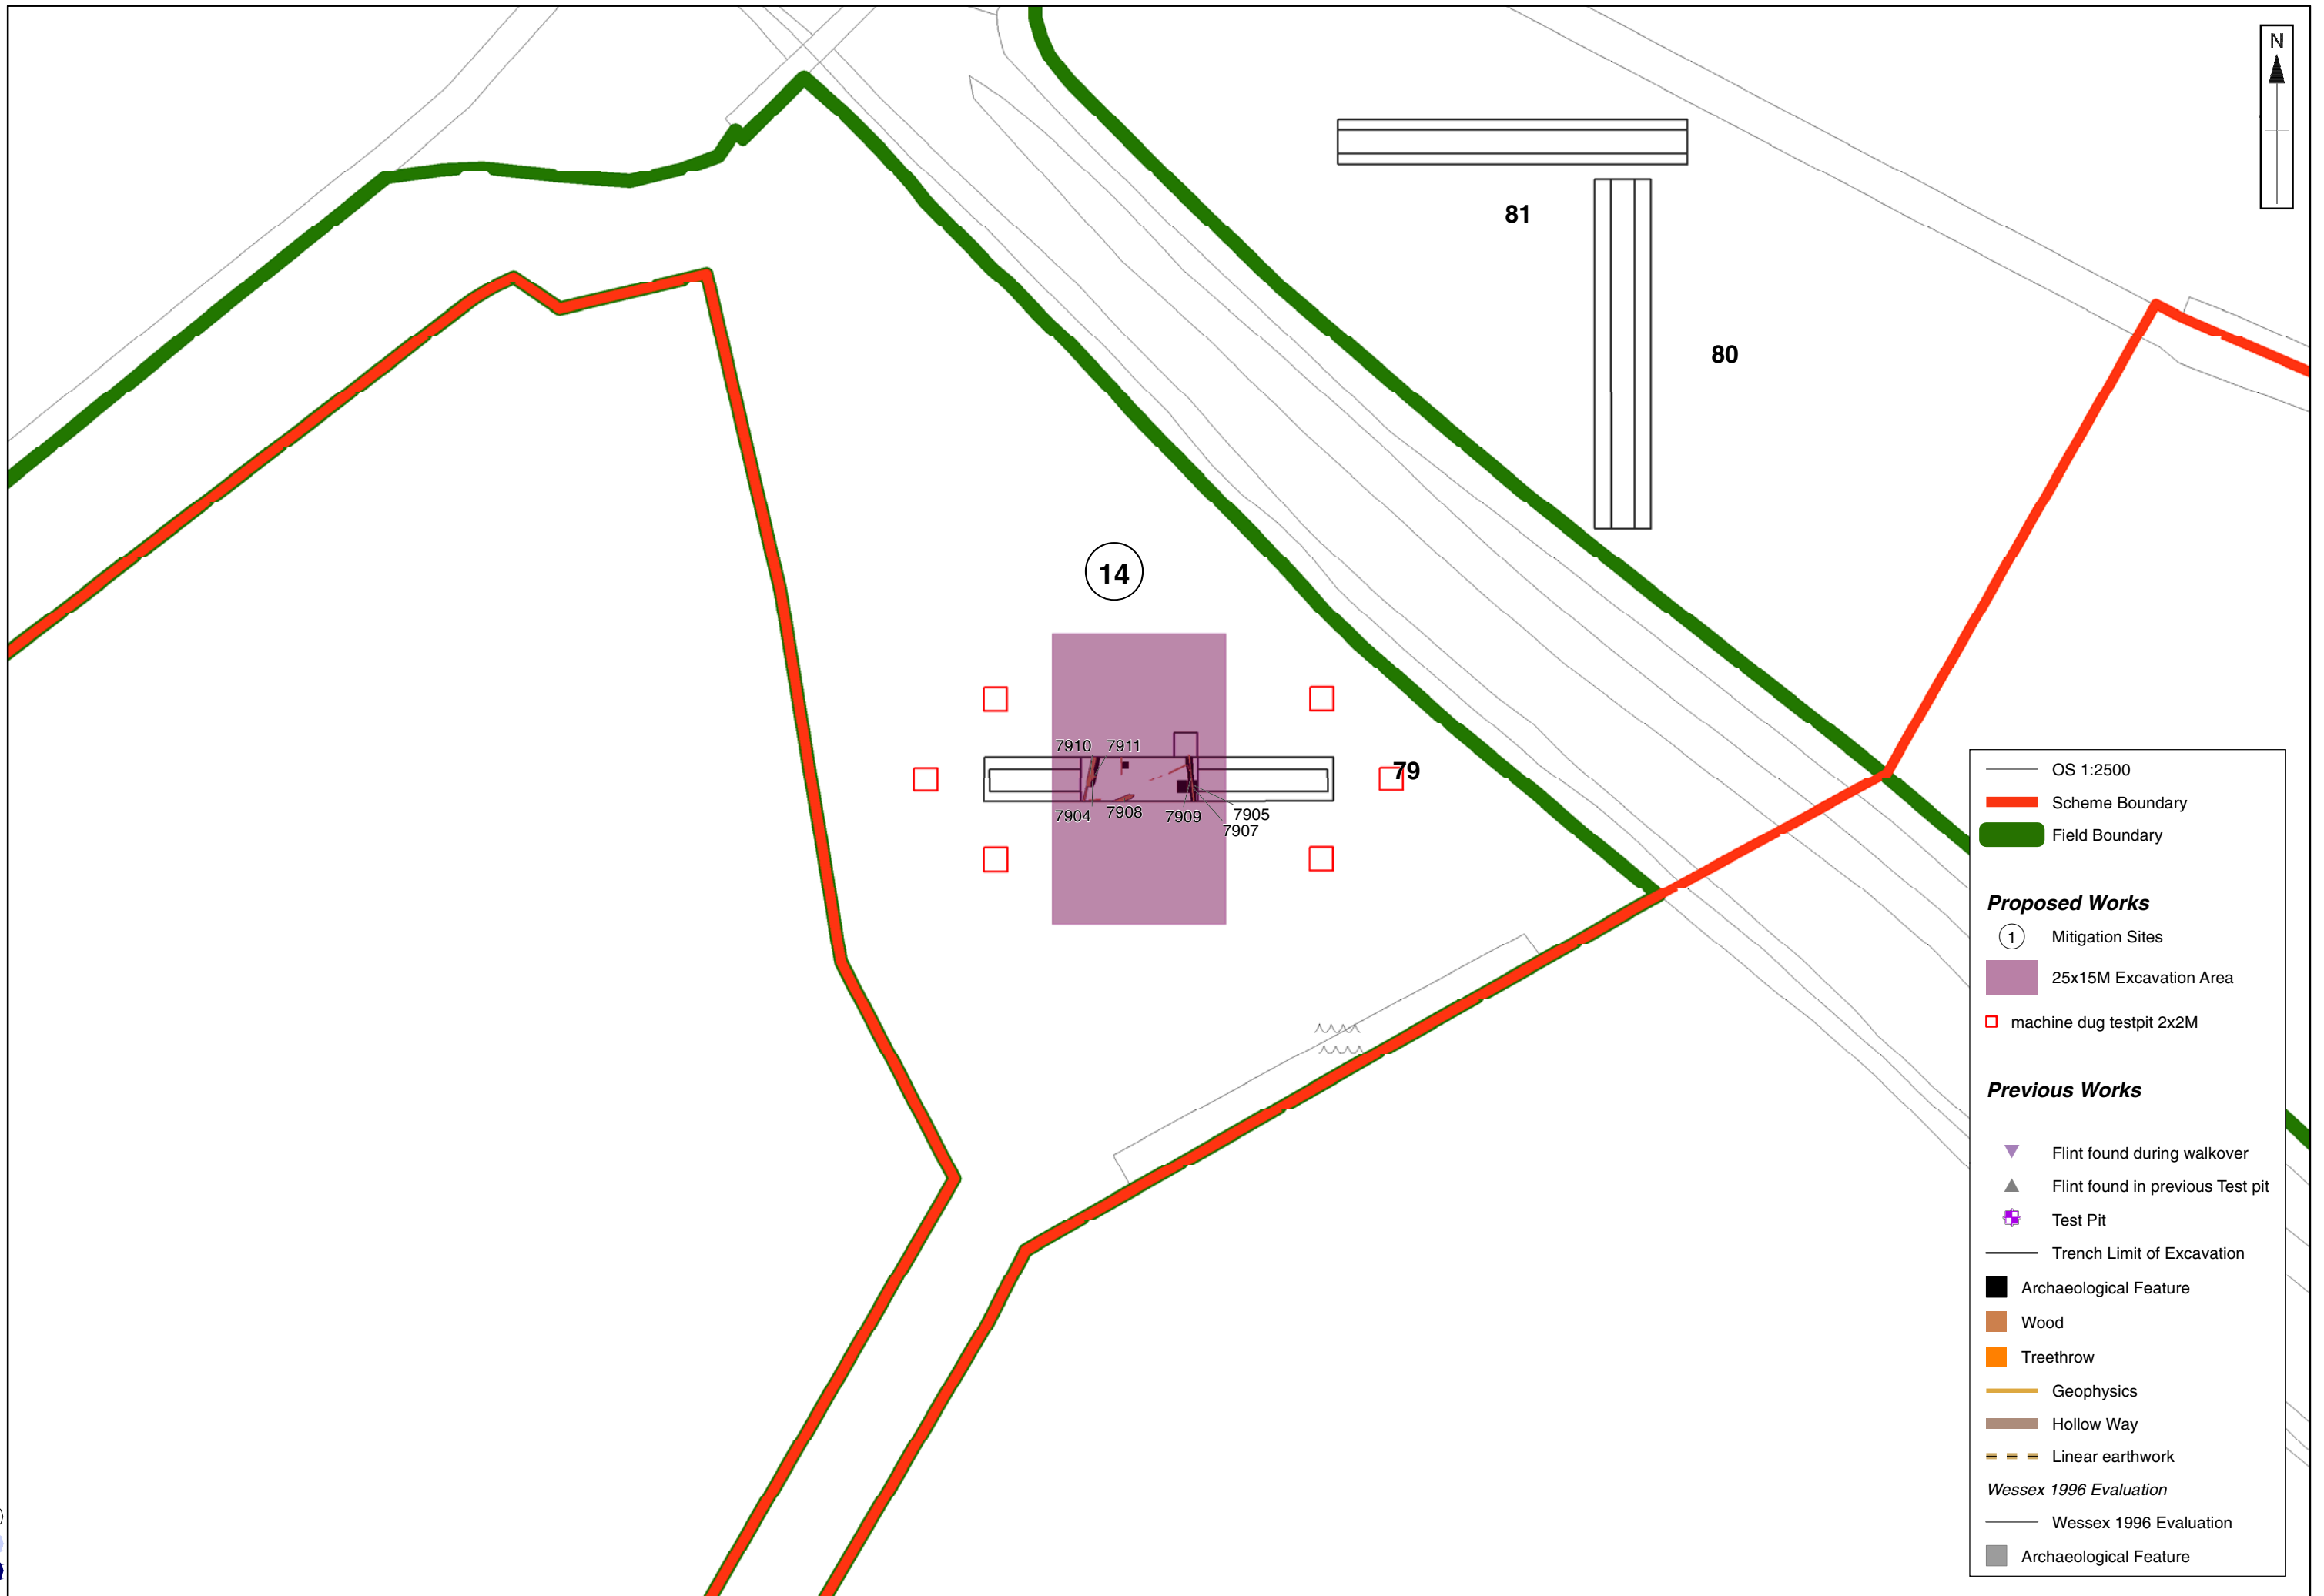 N
81
80
14
7910 7911
79
7904 7908 7909 7905
7907
OS 1:2500
Scheme Boundary
Field Boundary
Proposed Works
1 Mitigation Sites
25x15M Excavation Area
machine dug testpit 2x2M
Previous Works
Flint found during walkover
Flint found in previous Test pit
Test Pit
Trench Limit of Excavation
Archaeological Feature
Wood
Treethrow
Geophysics
Hollow Way
Linear earthwork
Wessex 1996 Evaluation
Wessex 1996 Evaluation
Archaeological Feature